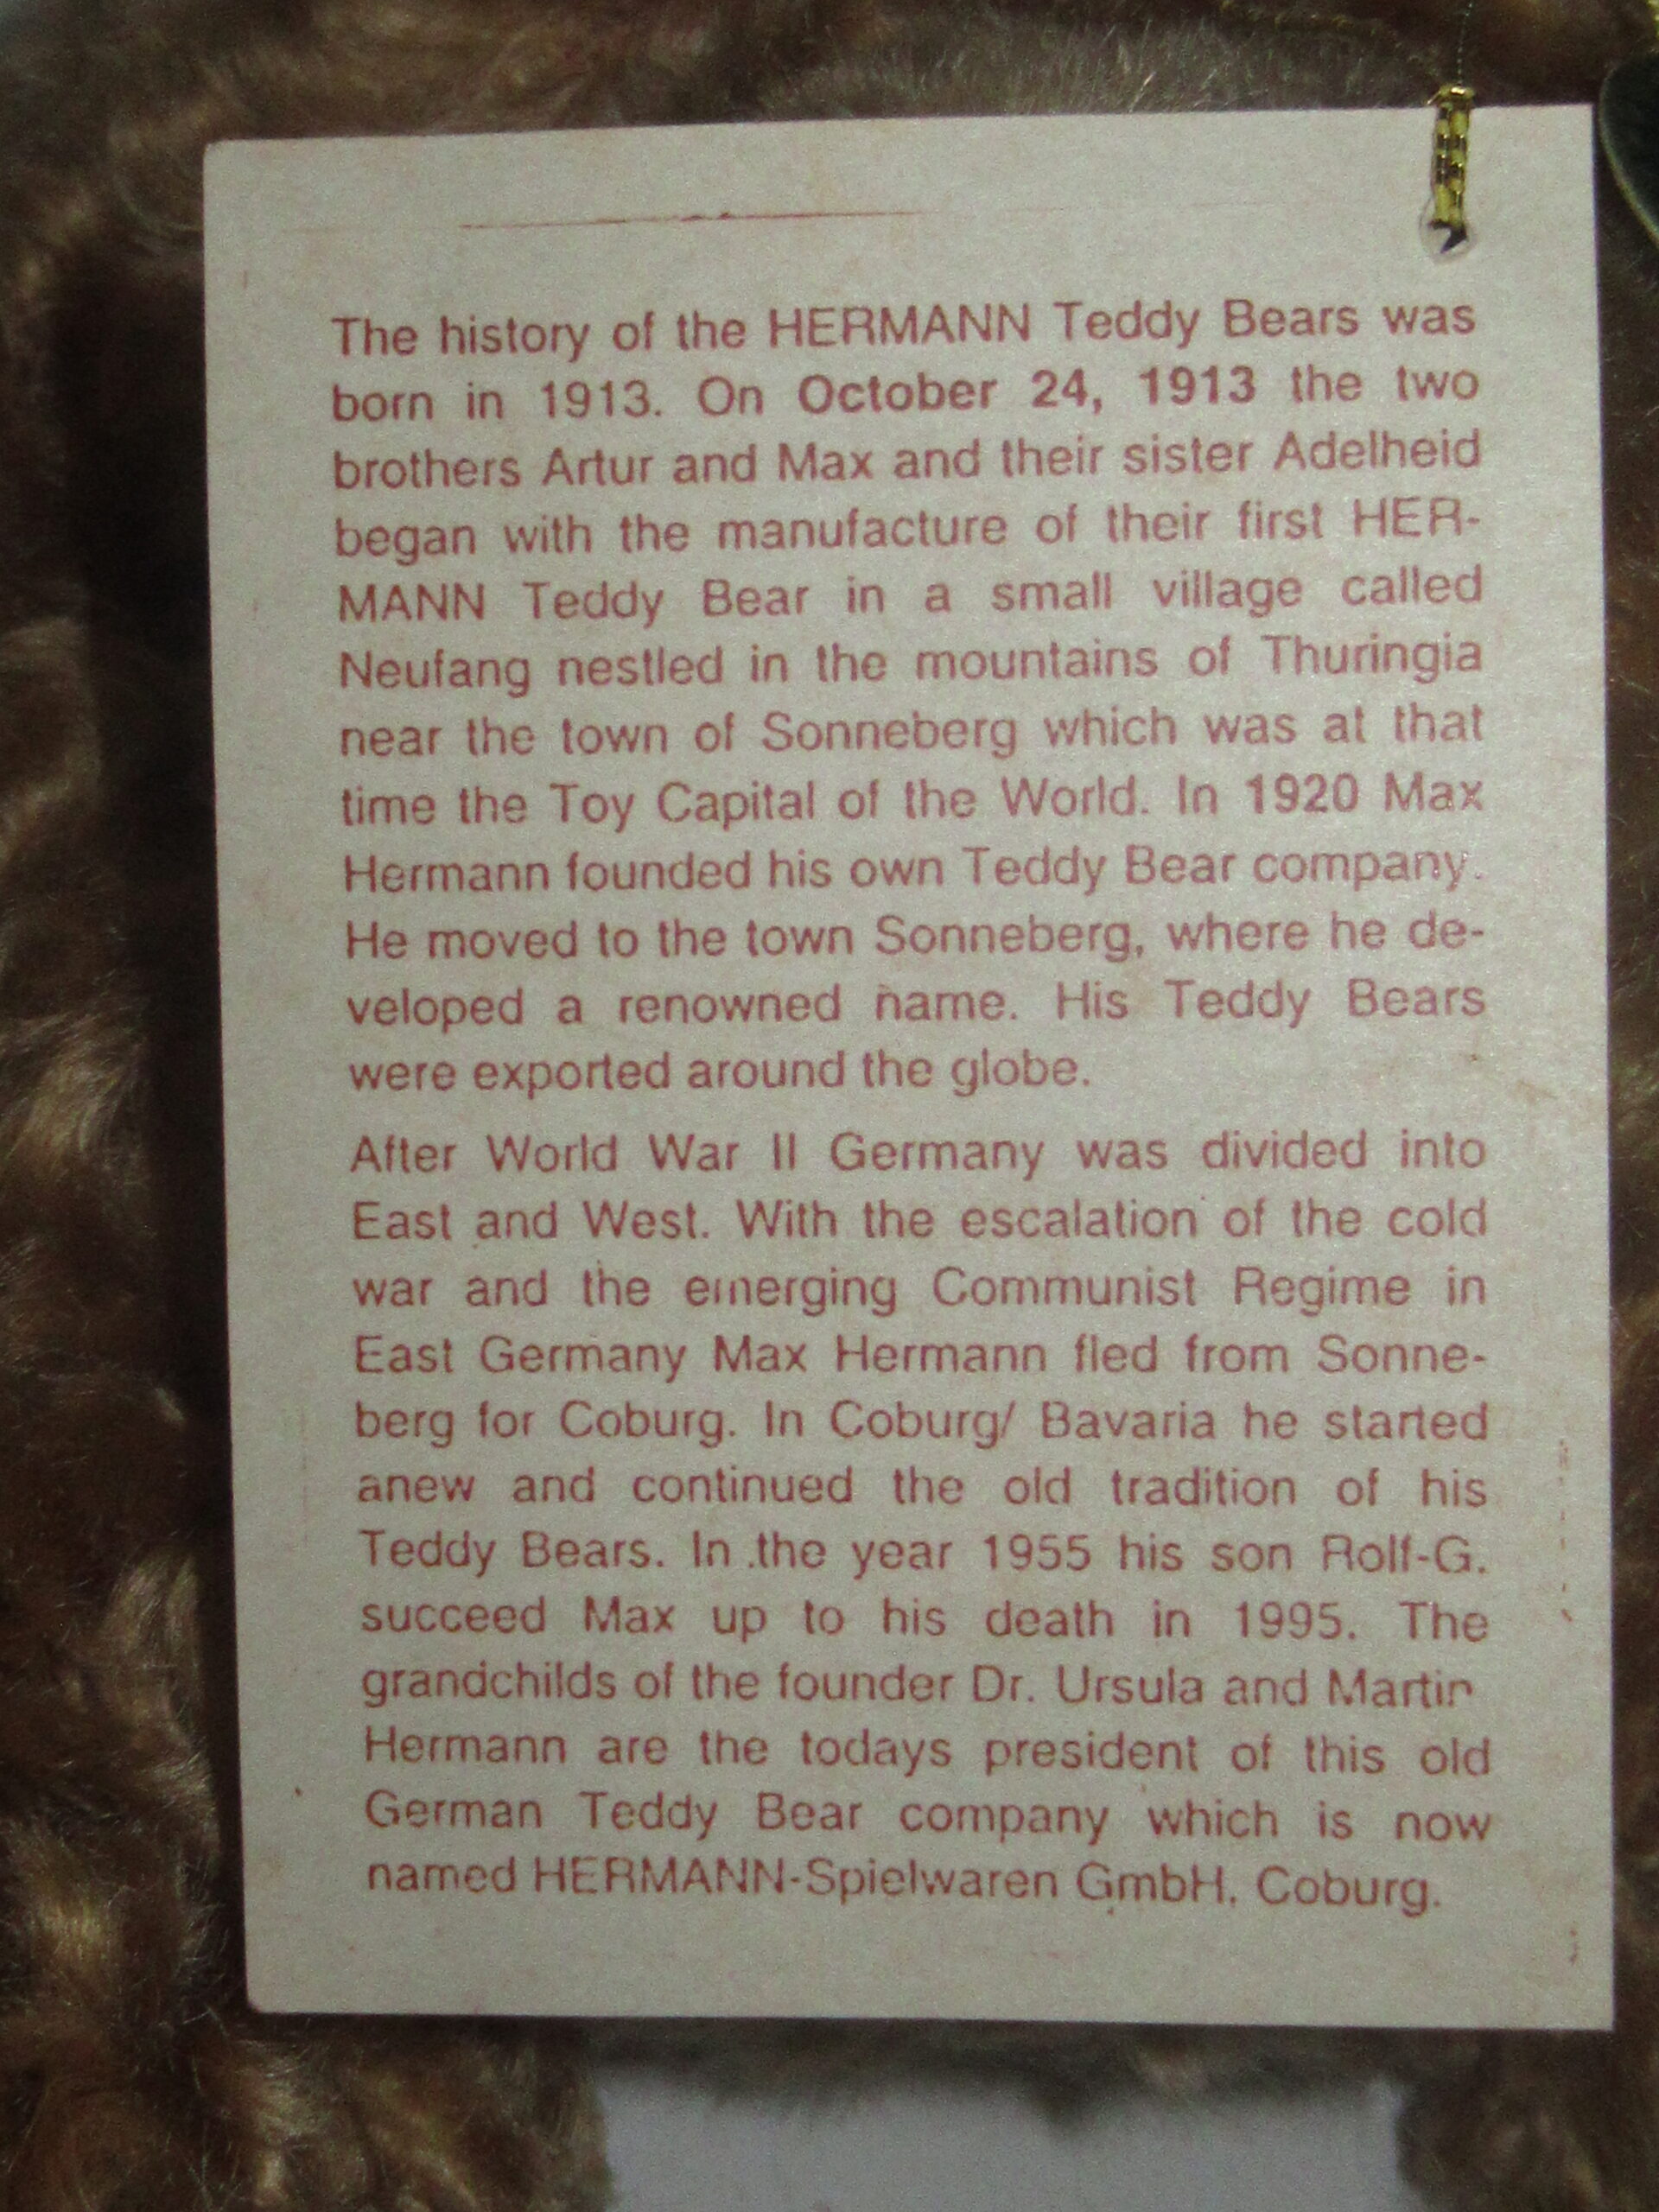 The history of the HERMANN Teddy Bears was
born in 1913. On October 24, 1913 the two
brothers Artur and Max and their sister Adelheid
began with the manufacture of their first HER-
MANN Teddy Bear in a small village called
Neufang nestled in the mountains of Thuringia
near the town of Sonneberg which was at that
time the Toy Capital of the World. In 1920 Max
Hermann founded his own Teddy Bear company.
He moved to the town Sonneberg, where he de-
veloped a renowned name. His Teddy Bears
were exported around the globe.
After World War II Germany was divided into
East and West. With the escalation of the cold
war and the emerging Communist Regime in
East Germany Max Hermann fled from Sonne-
berg for Coburg. In Coburg/ Bavaria he started
anew and continued the old tradition of his
Teddy Bears. In the year 1955 his son Rolf-G.
succeed Max up to his death in 1995. The
grandchilds of the founder Dr. Ursula and Martin
Hermann are the todays president of this old
German Teddy Bear company which is now
named HERMANN-Spielwaren GmbH, Coburg.